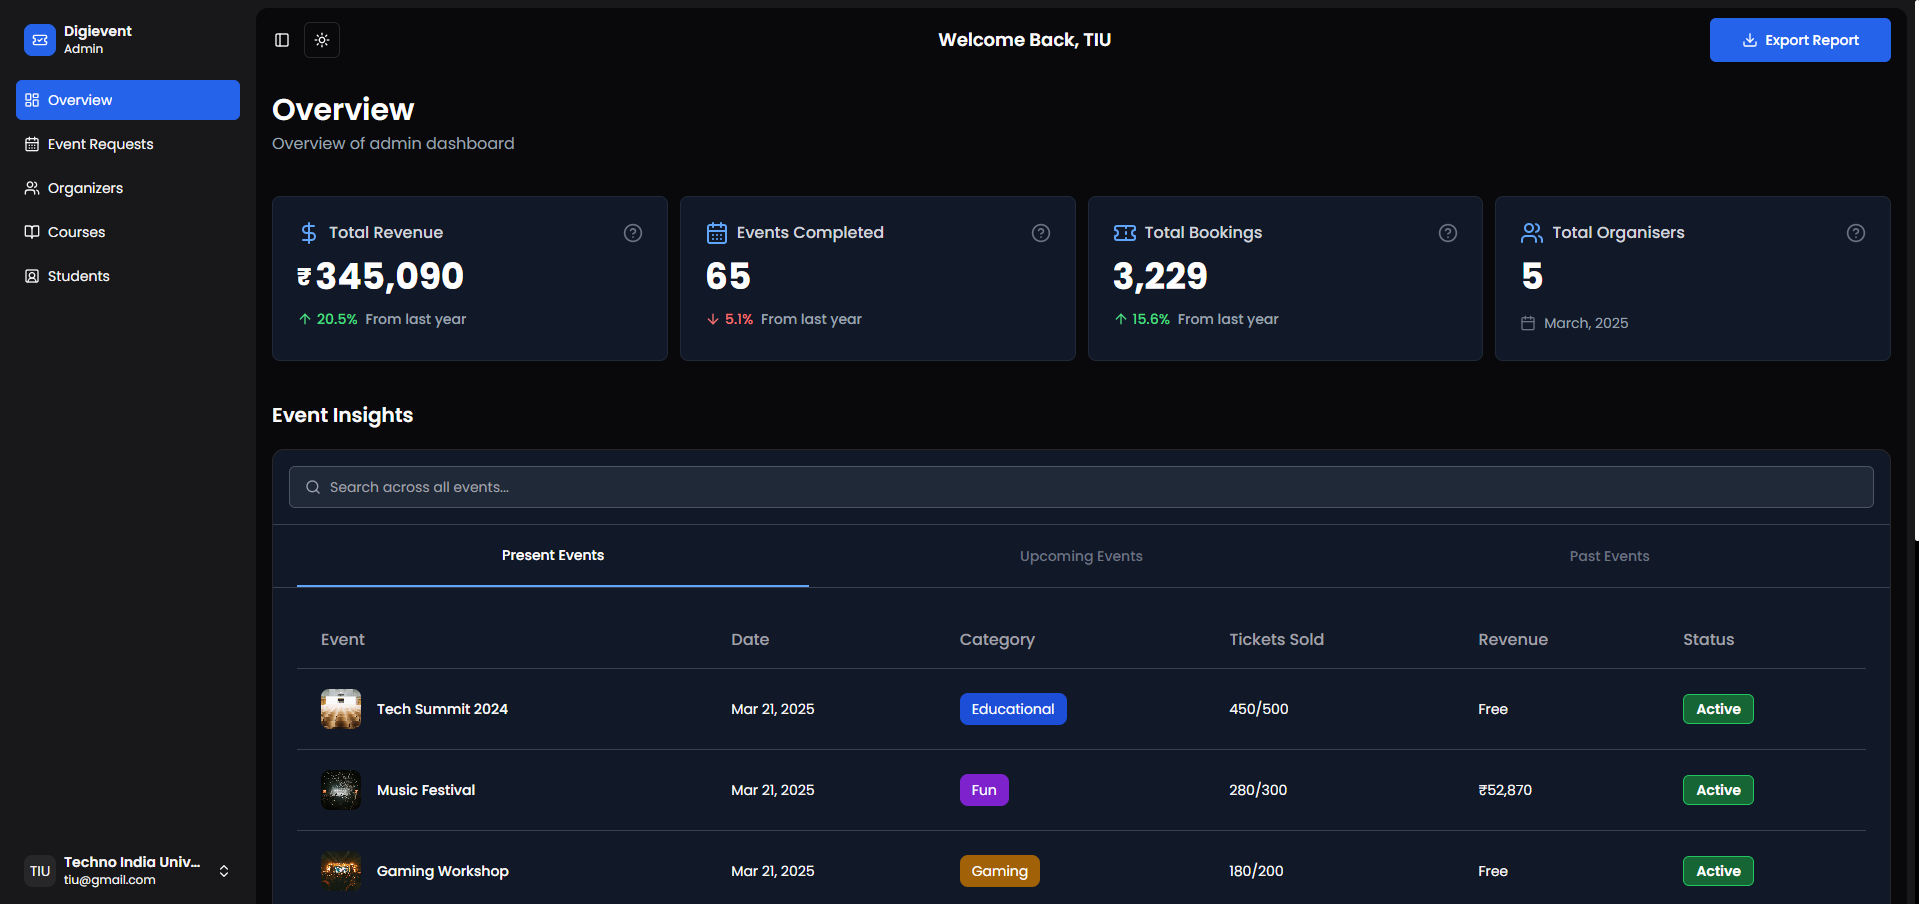 Digievent
Admin
Overview
Event Requests
Organizers
Courses
Students
TIU
Techno India Univ...
tiu@gmail.com
Welcome Back, TIU
Export Report
Overview
Overview of admin dashboard
Total Revenue
₹345,090
20.5% From last year
Events Completed
65
5.1% From last year
Total Bookings
3,229
15.6% From last year
Total Organisers
5
March, 2025
Event Insights
Search across all events...
Present Events Upcoming Events Past Events
Event Date Category Tickets Sold Revenue Status
Tech Summit 2024 Mar 21, 2025 Educational 450/500 Free Active
Music Festival Mar 21, 2025 Fun 280/300 ₹52,870 Active
Gaming Workshop Mar 21, 2025 Gaming 180/200 Free Active